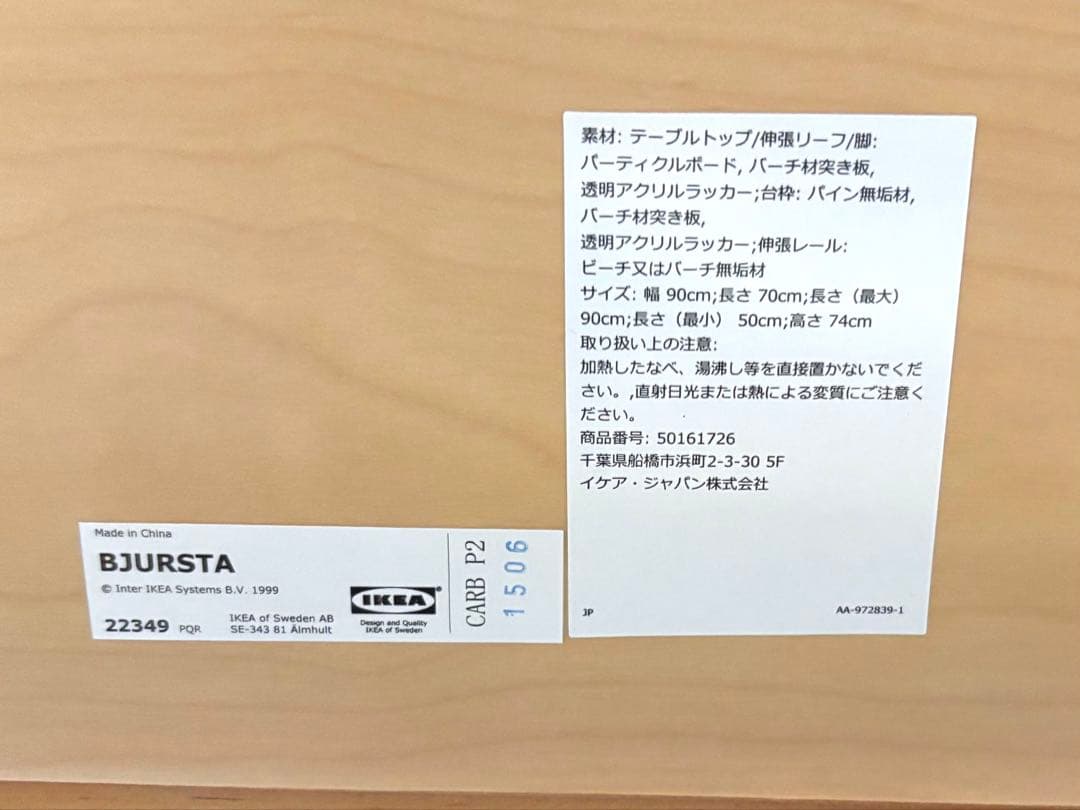 素材: テーブルトップ/伸張リーフ/脚:
パーティクルボード, バーチ材突き板,
透明アクリルラッカー;台枠: パイン無垢材,
バーチ材突き板,
透明アクリルラッカー;伸張レール:
ビーチ又はバーチ無垢材
サイズ: 幅 90cm;長さ 70cm;長さ（最大）
90cm;長さ（最小） 50cm;高さ 74cm
取り扱い上の注意:
加熱したなべ、湯沸し等を直接置かないでくだ
さい。,直射日光または熱による変質にご注意く
ださい。
商品番号: 50161726
千葉県船橋市浜町2-3-30 5F
イケア・ジャパン株式会社
JP
AA-972839-1
Made in China
BJURSTA
© Inter IKEA Systems B.V. 1999
22349 PQR
IKEA of Sweden AB
SE-343 81 Älmhult
IKEA®
Design and Quality
IKEA of Sweden
CARB P2
1506